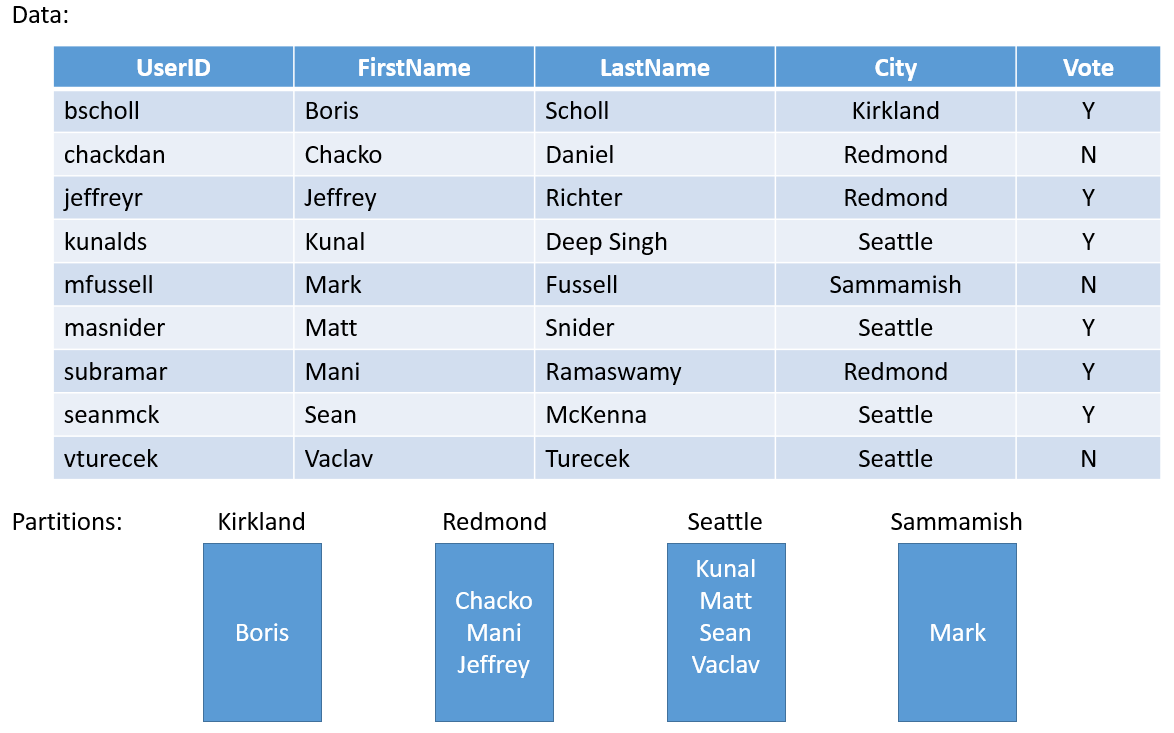 Data:
UserID FirstName LastName City Vote
bscholl Boris Scholl Kirkland Y
chackdan Chacko Daniel Redmond N
jeffreyr Jeffrey Richter Redmond Y
kunalds Kunal Deep Singh Seattle Y
mfussell Mark Fussell Sammamish N
masnider Matt Snider Seattle Y
subramar Mani Ramaswamy Redmond Y
seanmck Sean McKenna Seattle Y
vturecek Vaclav Turecek Seattle N
Partitions: Kirkland Redmond Seattle Sammamish
Boris
Chacko
Mani
Jeffrey
Kunal
Matt
Sean
Vaclav
Mark